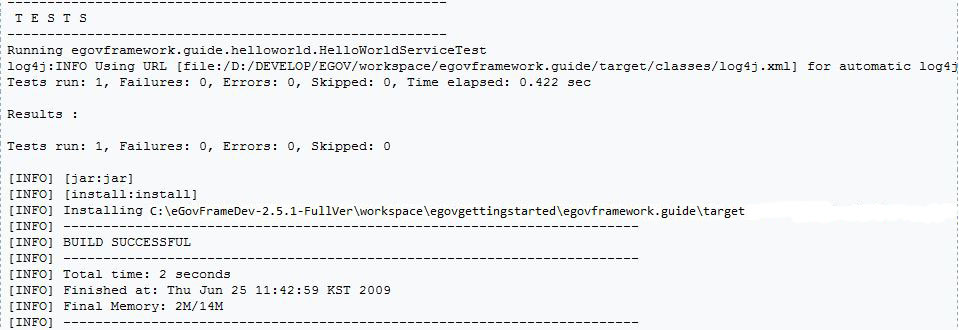 -------------------------------------------------------
 T E S T S
-------------------------------------------------------
Running egovframework.guide.helloworld.HelloWorldServiceTest
log4j:INFO Using URL [file:/D:/DEVELOP/EGOV/workspace/egovframework.guide/target/classes/log4j.xml] for automatic log4j
Tests run: 1, Failures: 0, Errors: 0, Skipped: 0, Time elapsed: 0.422 sec
Results :
Tests run: 1, Failures: 0, Errors: 0, Skipped: 0
[INFO] [jar:jar]
[INFO] [install:install]
[INFO] Installing C:\eGovFrameDev-2.5.1-FullVer\workspace\egovgettingstarted\egovframework.guide\target
[INFO] ------------------------------------------------------------------------
[INFO] BUILD SUCCESSFUL
[INFO] ------------------------------------------------------------------------
[INFO] Total time: 2 seconds
[INFO] Finished at: Thu Jun 25 11:42:59 KST 2009
[INFO] Final Memory: 2M/14M
[INFO] ------------------------------------------------------------------------